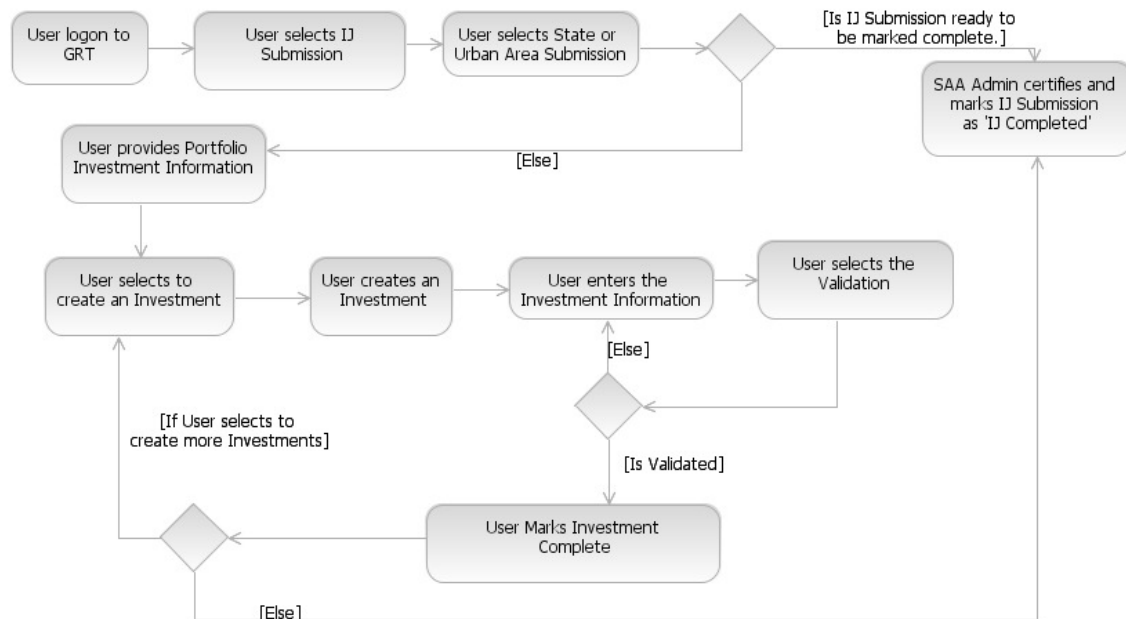 User logon to
GRT
User selects IJ
Submission
User selects State or
Urban Area Submission
[Is IJ Submission ready to
be marked complete.]
SAA Admin certifies and
marks IJ Submission
as 'IJ Completed'
User provides Portfolio
Investment Information
[Else]
User selects to
create an Investment
User creates an
Investment
User enters the
Investment Information
User selects the
Validation
[Else]
[If User selects to
create more Investments]
[Is Validated]
User Marks Investment
Complete
[Else]